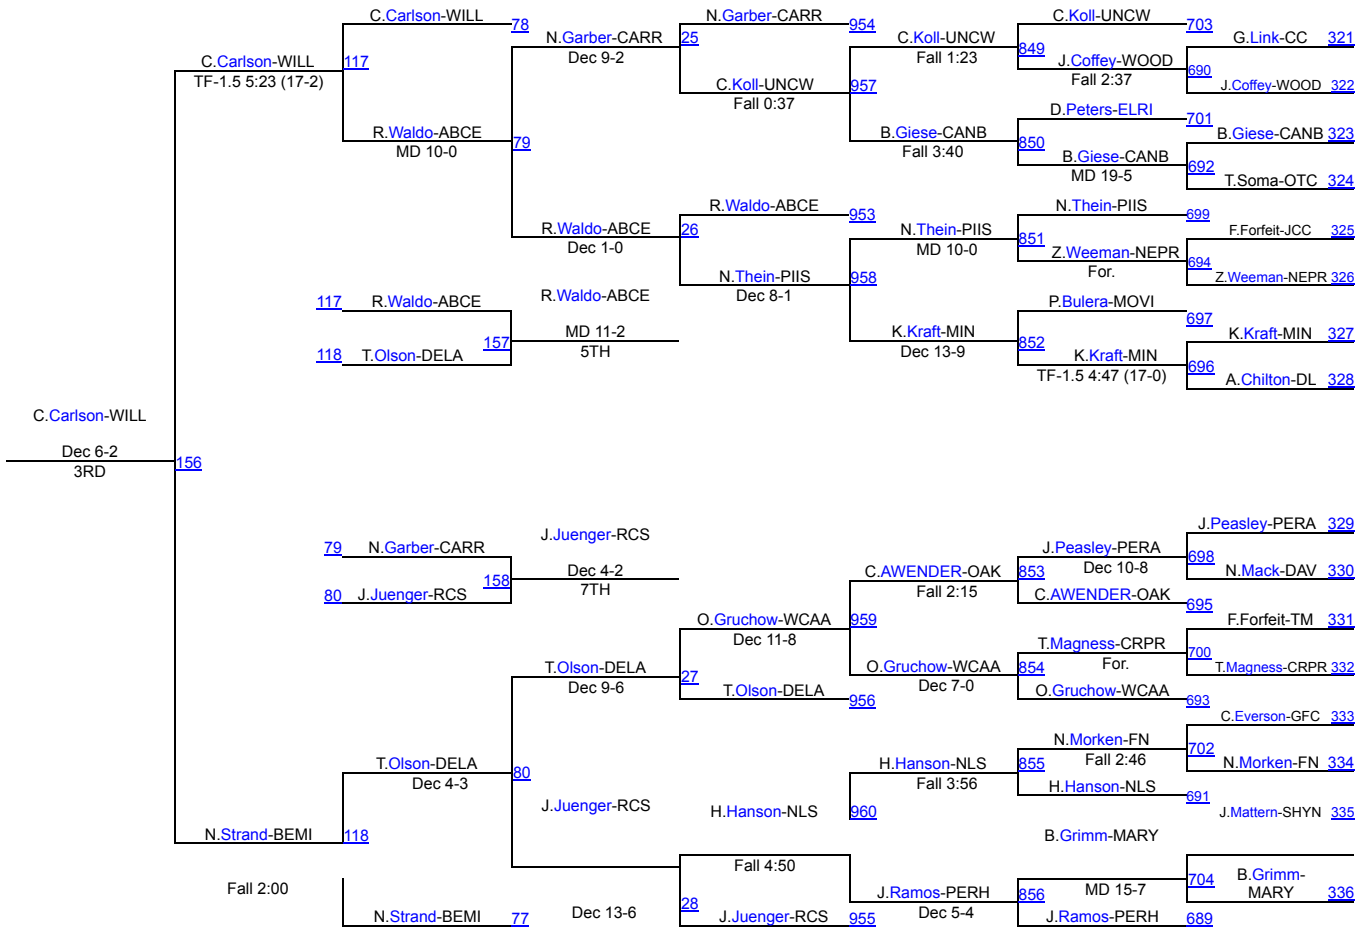 C.Carlson-WILL
N.Garber-CARR
C.Koll-UNCW
78
954
703
N.Garber-CARR
25
C.Koll-UNCW
G.Link-CC 321
Dec 9-2
Fall 1:23
849
C.Carlson-WILL
117
J.Coffey-WOOD
690
TF-1.5 5:23 (17-2)
Fall 2:37
C.Koll-UNCW
957
J.Coffey-WOOD 322
Fall 0:37
D.Peters-ELRI
701
R.Waldo-ABCE
79
B.Giese-CANB
850
B.Giese-CANB 323
MD 10-0
Fall 3:40
B.Giese-CANB
692
MD 19-5
T.Soma-OTC 324
R.Waldo-ABCE
953
N.Thein-PIIS
699
R.Waldo-ABCE
26
N.Thein-PIIS
851
F.Forfeit-JCC 325
Dec 1-0
MD 10-0
Z.Weeman-NEPR
694
For.
N.Thein-PIIS
958
Z.Weeman-NEPR 326
Dec 8-1
117 R.Waldo-ABCE
R.Waldo-ABCE
P.Bulera-MOVI
697
157
MD 11-2
K.Kraft-MIN
852
K.Kraft-MIN 327
5TH
Dec 13-9
118 T.Olson-DELA
K.Kraft-MIN
696
TF-1.5 4:47 (17-0)
A.Chilton-DL 328
C.Carlson-WILL
Dec 6-2
156
3RD
J.Peasley-PERA 329
J.Juenger-RCS
79 N.Garber-CARR
J.Peasley-PERA
698
Dec 10-8
158
Dec 4-2
C.AWENDER-OAK
853
N.Mack-DAV 330
7TH
Fall 2:15
80 J.Juenger-RCS
C.AWENDER-OAK
695
O.Gruchow-WCAA
959
F.Forfeit-TM 331
Dec 11-8
T.Magness-CRPR
700
For.
T.Olson-DELA
27
O.Gruchow-WCAA
854
T.Magness-CRPR 332
Dec 9-6
Dec 7-0
T.Olson-DELA
956
O.Gruchow-WCAA
693
C.Everson-GFC 333
N.Morken-FN
702
Fall 2:46
T.Olson-DELA
80
H.Hanson-NLS
855
N.Morken-FN 334
Dec 4-3
Fall 3:56
H.Hanson-NLS
691
J.Juenger-RCS
H.Hanson-NLS
960
J.Mattern-SHYN 335
N.Strand-BEMI
118
B.Grimm-MARY
Fall 4:50
Fall 2:00
J.Ramos-PERH
856
MD 15-7
704
B.Grimm-
MARY 336
Dec 5-4
N.Strand-BEMI
77
Dec 13-6
28
J.Juenger-RCS
955
J.Ramos-PERH
689